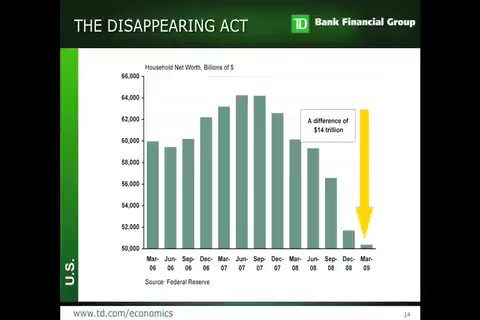 THE DISAPPEARING ACT
TD Bank Financial Group
Household Net Worth, Billions of $
66,000
64,000
62,000
60,000
58,000
56,000
54,000
52,000
50,000
A difference of
$14 trillion
Mar- Jun- Sep- Dec- Mar- Jun- Sep- Dec- Mar- Jun- Sep- Dec- Mar-
06 06 06 06 07 07 07 07 08 08 08 08 09
Source: Federal Reserve
U.S.
www.td.com/economics
14